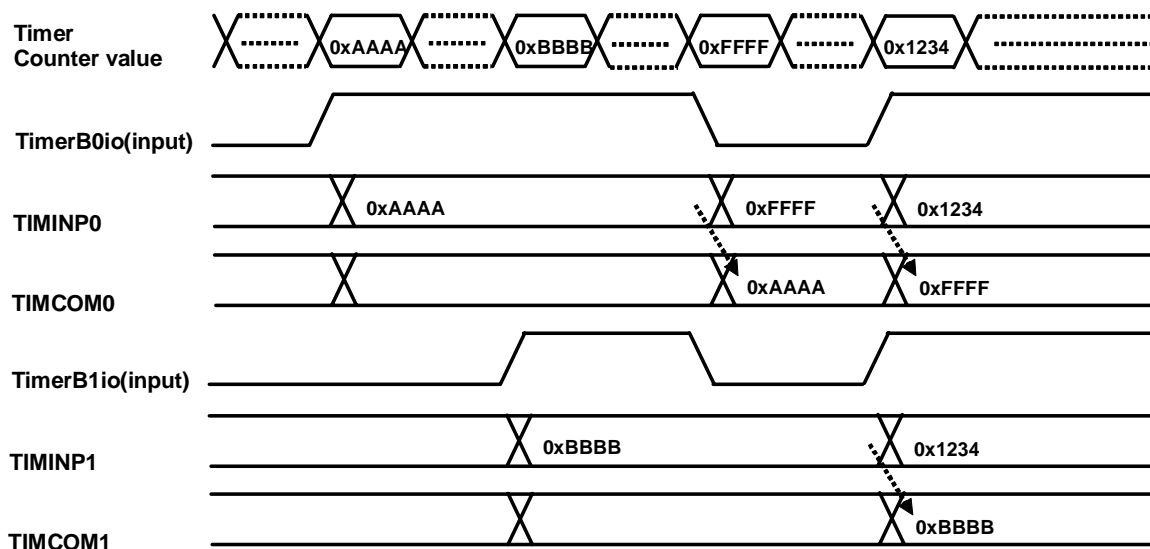 Timer
Counter value
0xAAAA 0xBBBB 0xFFFF 0x1234
TimerB0io(input)
TIMINP0
0xAAAA 0xFFFF 0x1234
TIMCOM0
0xAAAA 0xFFFF
TimerB1io(input)
TIMINP1
0xBBBB 0x1234
TIMCOM1
0xBBBB